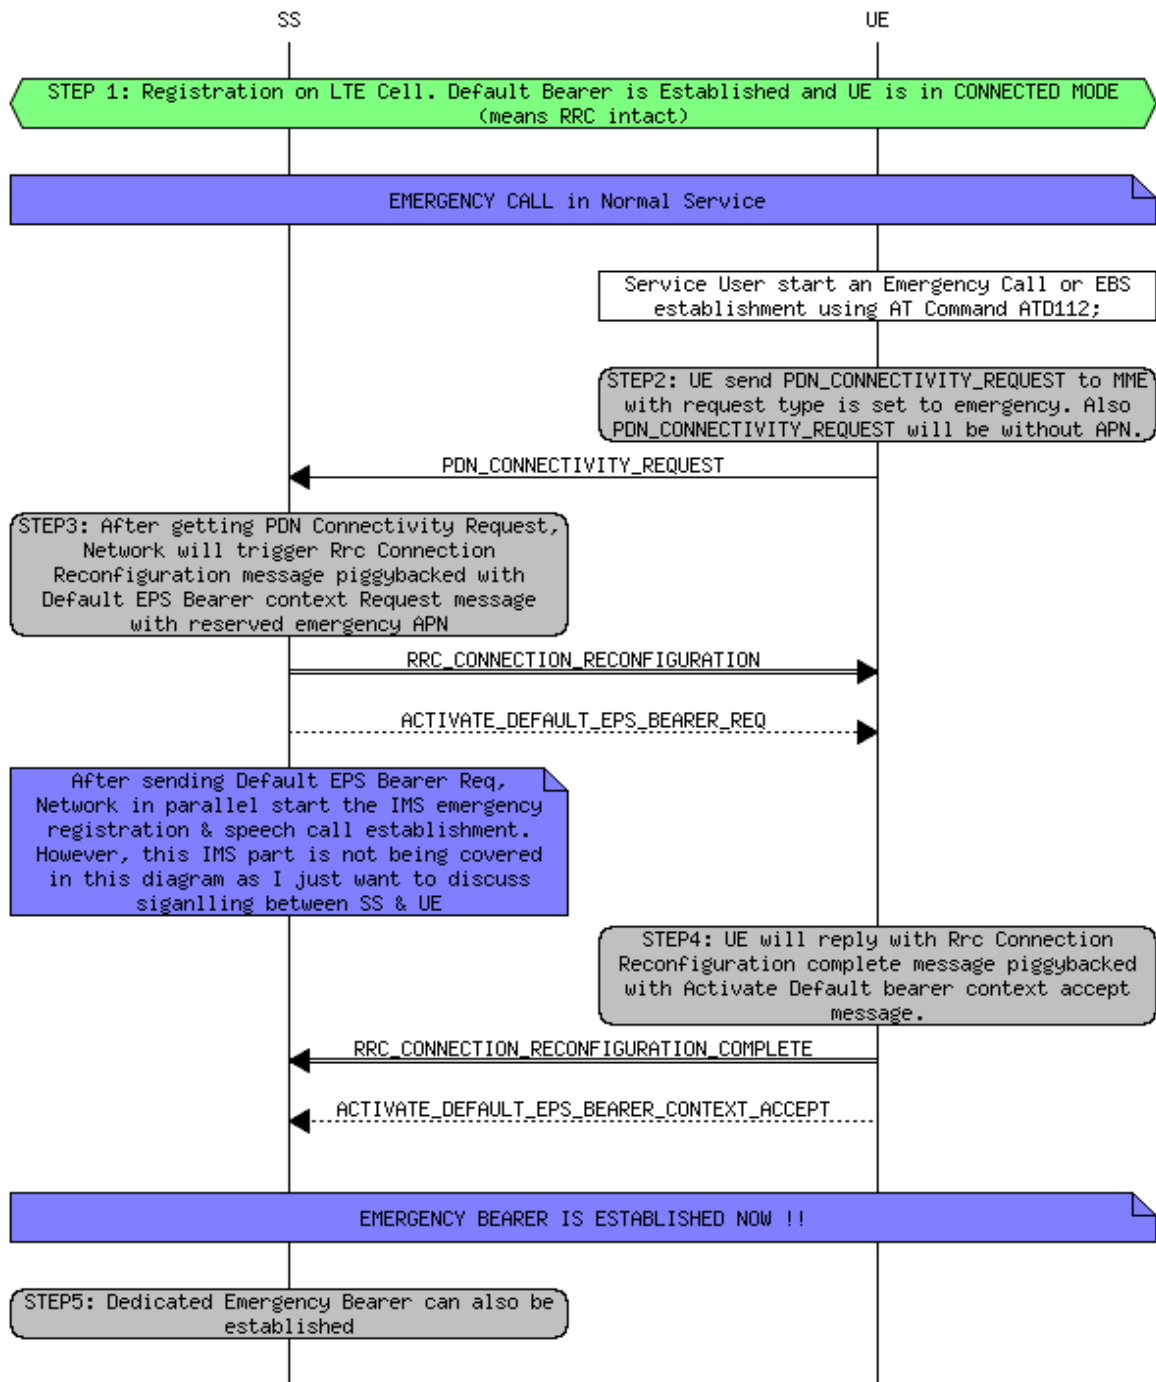 SS
UE
STEP 1: Registration on LTE Cell. Default Bearer is Established and UE is in CONNECTED MODE
(means RRC intact)
EMERGENCY CALL in Normal Service
Service User start an Emergency Call or EBS
establishment using AT Command ATD112;
STEP2: UE send PDN_CONNECTIVITY_REQUEST to MME
with request type is set to emergency. Also
PDN_CONNECTIVITY_REQUEST will be without APN.
PDN_CONNECTIVITY_REQUEST
STEP3: After getting PDN Connectivity Request,
Network will trigger Rrc Connection
Reconfiguration message piggybacked with
Default EPS Bearer context Request message
with reserved emergency APN
RRC_CONNECTION_RECONFIGURATION
ACTIVATE_DEFAULT_EPS_BEARER_REQ
After sending Default EPS Bearer Req,
Network in parallel start the IMS emergency
registration & speech call establishment.
However, this IMS part is not being covered
in this diagram as I just want to discuss
siganlling between SS & UE
STEP4: UE will reply with Rrc Connection
Reconfiguration complete message piggybacked
with Activate Default bearer context accept
message.
RRC_CONNECTION_RECONFIGURATION_COMPLETE
ACTIVATE_DEFAULT_EPS_BEARER_CONTEXT_ACCEPT
EMERGENCY BEARER IS ESTABLISHED NOW !!
STEP5: Dedicated Emergency Bearer can also be
established